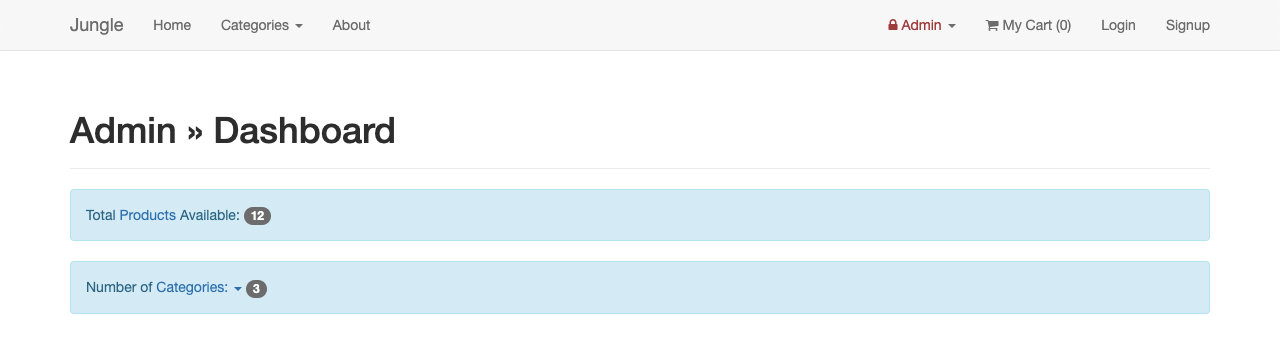 Jungle Home Categories About Admin My Cart (0) Login Signup
Admin » Dashboard
Total Products Available: 12
Number of Categories: 3